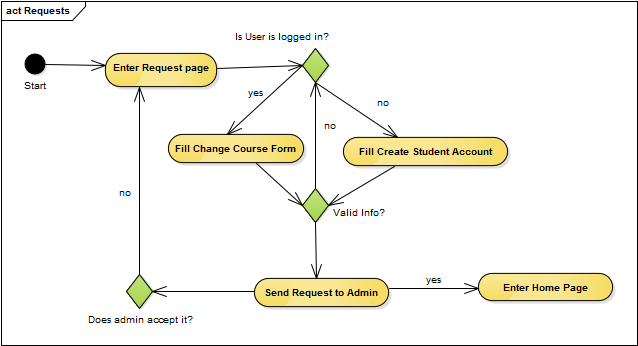 act Requests
Is User is logged in?
Enter Request page
Start
yes
no
no
Fill Change Course Form
Fill Create Student Account
no
Valid Info?
yes
Send Request to Admin
Enter Home Page
Does admin accept it?